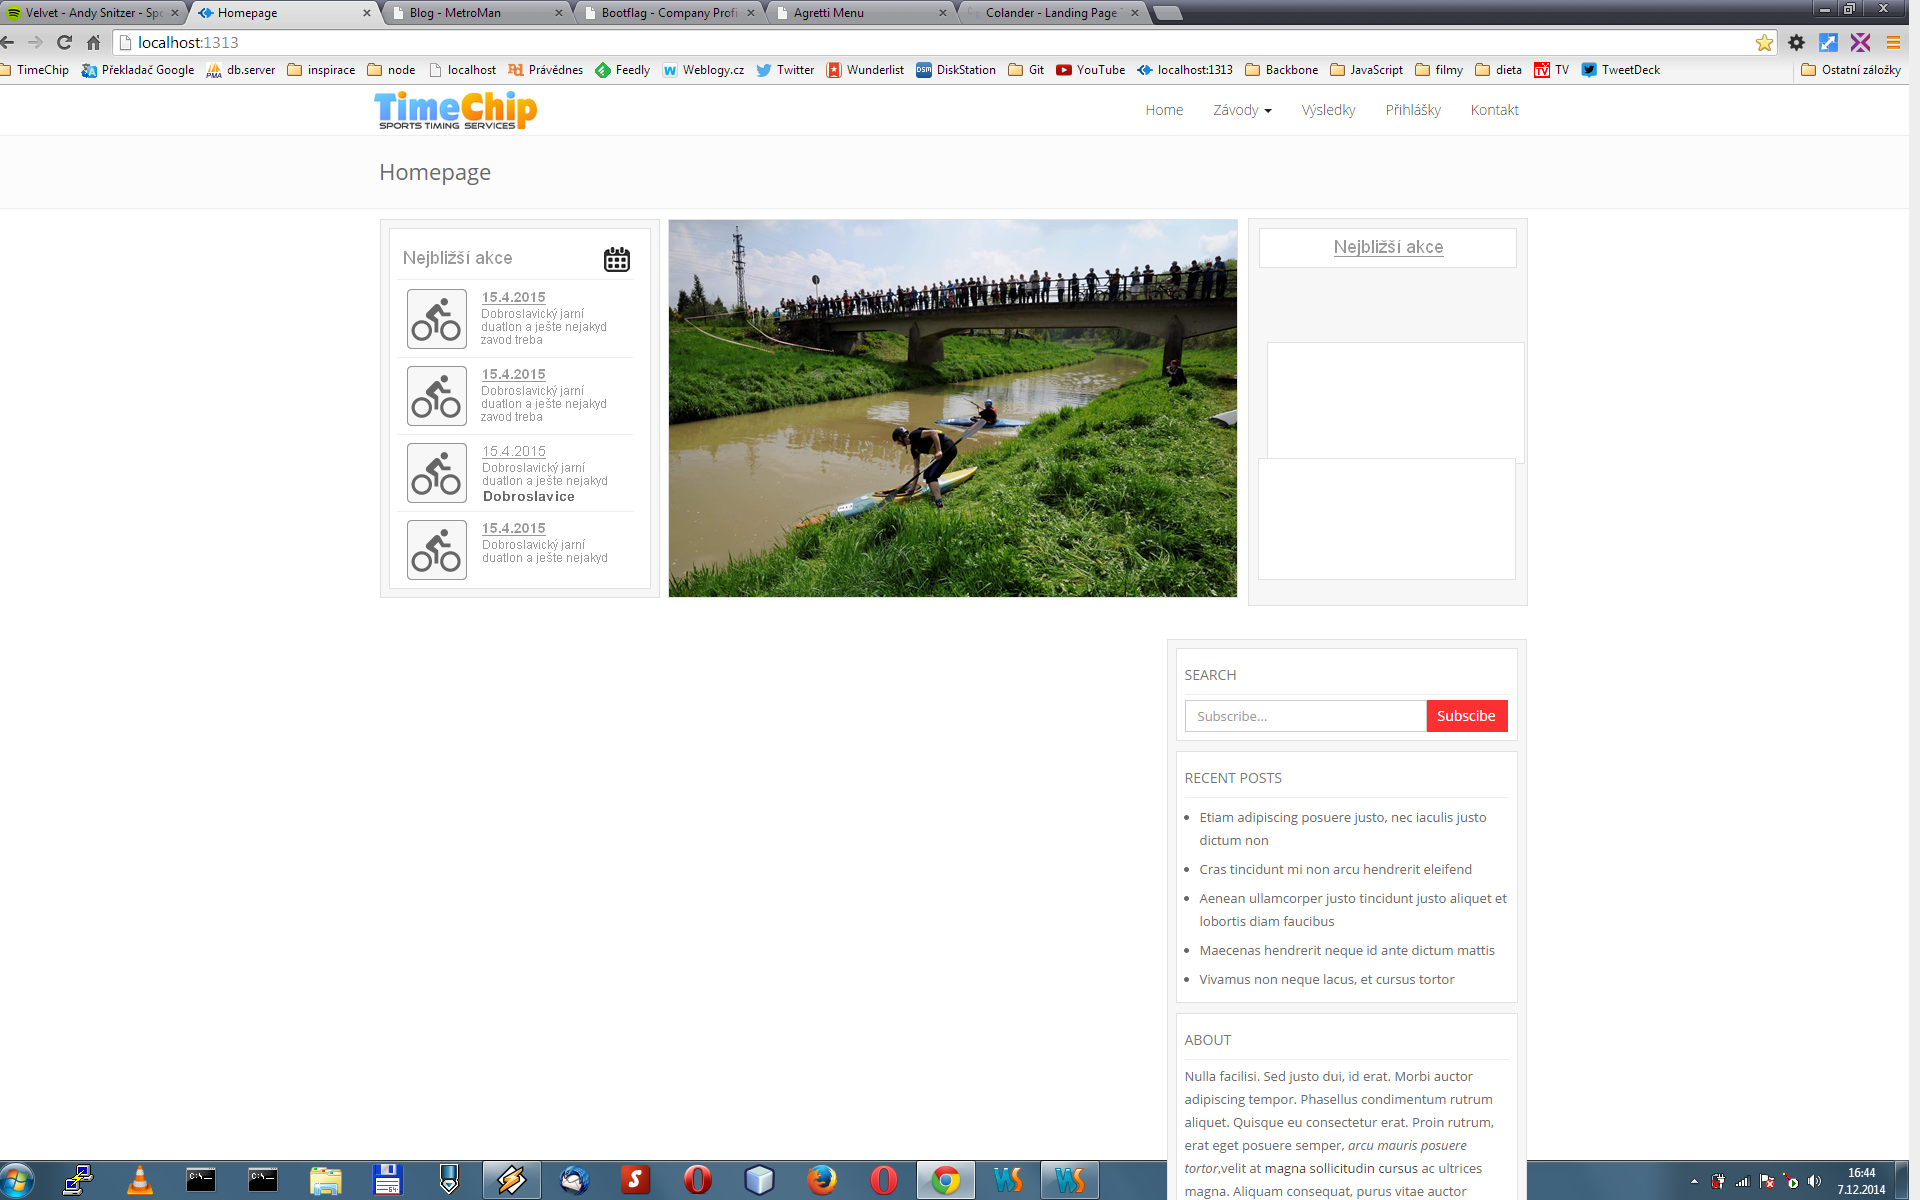 Velvet - Andy Snitzer - Spo
Homepage
Blog - MetroMan
Bootflag - Company Profi
Agretti Menu
Colander - Landing Page T
localhost:1313
TimeChip
Překladač Google
db.server
inspirace
node
localhost
Právědnes
Feedly
Weblogy.cz
Twitter
Wunderlist
DiskStation
Git
YouTube
localhost:1313
Backbone
JavaScript
filmy
dieta
TV
TweetDeck
Ostatní záložky
TimeChip
SPORTS TIMING SERVICES
Home
Závody
Výsledky
Přihlášky
Kontakt
Homepage
Nejbližší akce
15.4.2015
Dobroslavický jarní
duatlon a ješte nejakyd
zavod treba
15.4.2015
Dobroslavický jarní
duatlon a ješte nejakyd
zavod treba
15.4.2015
Dobroslavický jarní
duatlon a ješte nejakyd
Dobroslavice
15.4.2015
Dobroslavický jarní
duatlon a ješte nejakyd
Nejbližší akce
SEARCH
Subscribe...
Subscibe
RECENT POSTS
Etiam adipiscing posuere justo, nec iaculis justo
dictum non
Cras tincidunt mi non arcu hendrerit eleifend
Aenean ullamcorper justo tincidunt justo aliquet et
lobortis diam faucibus
Maecenas hendrerit neque id ante dictum mattis
Vivamus non neque lacus, et cursus tortor
ABOUT
Nulla facilisi. Sed justo dui, id erat. Morbi auctor
adipiscing tempor. Phasellus condimentum rutrum
aliquet. Quisque eu consectetur erat. Proin rutrum,
erat eget posuere semper, arcu mauris posuere
tortor,velit at magna sollicitudin cursus ac ultrices
magna. Aliquam consequat, purus vitae auctor
16:44
7.12.2014